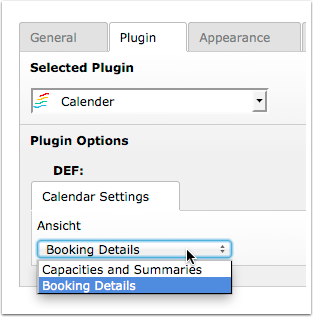 General Plugin Appearance
Selected Plugin
Calender
Plugin Options
DEF:
Calendar Settings
Ansicht
Booking Details
Capacities and Summaries
Booking Details